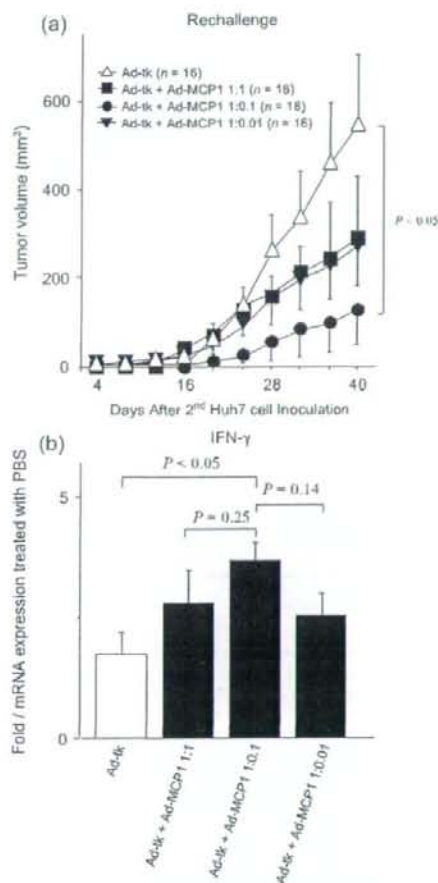 (a)
Rechallenge
Ad-tk (n = 16)
Ad-tk + Ad-MCP1 1:1 (n = 16)
Ad-tk + Ad-MCP1 1:0.1 (n = 16)
Ad-tk + Ad-MCP1 1:0.01 (n = 16)
600
400
200
0
Tumor volume (mm³)
P < 0.05
4
16
28
40
Days After 2nd Huh7 cell Inoculation
(b)
IFN-γ
P < 0.05
P = 0.14
P = 0.25
5
0
Fold / mRNA expression treated with PBS
Ad-tk
Ad-tk + Ad-MCP1 1:1
Ad-tk + Ad-MCP1 1:0.1
Ad-tk + Ad-MCP1 1:0.01